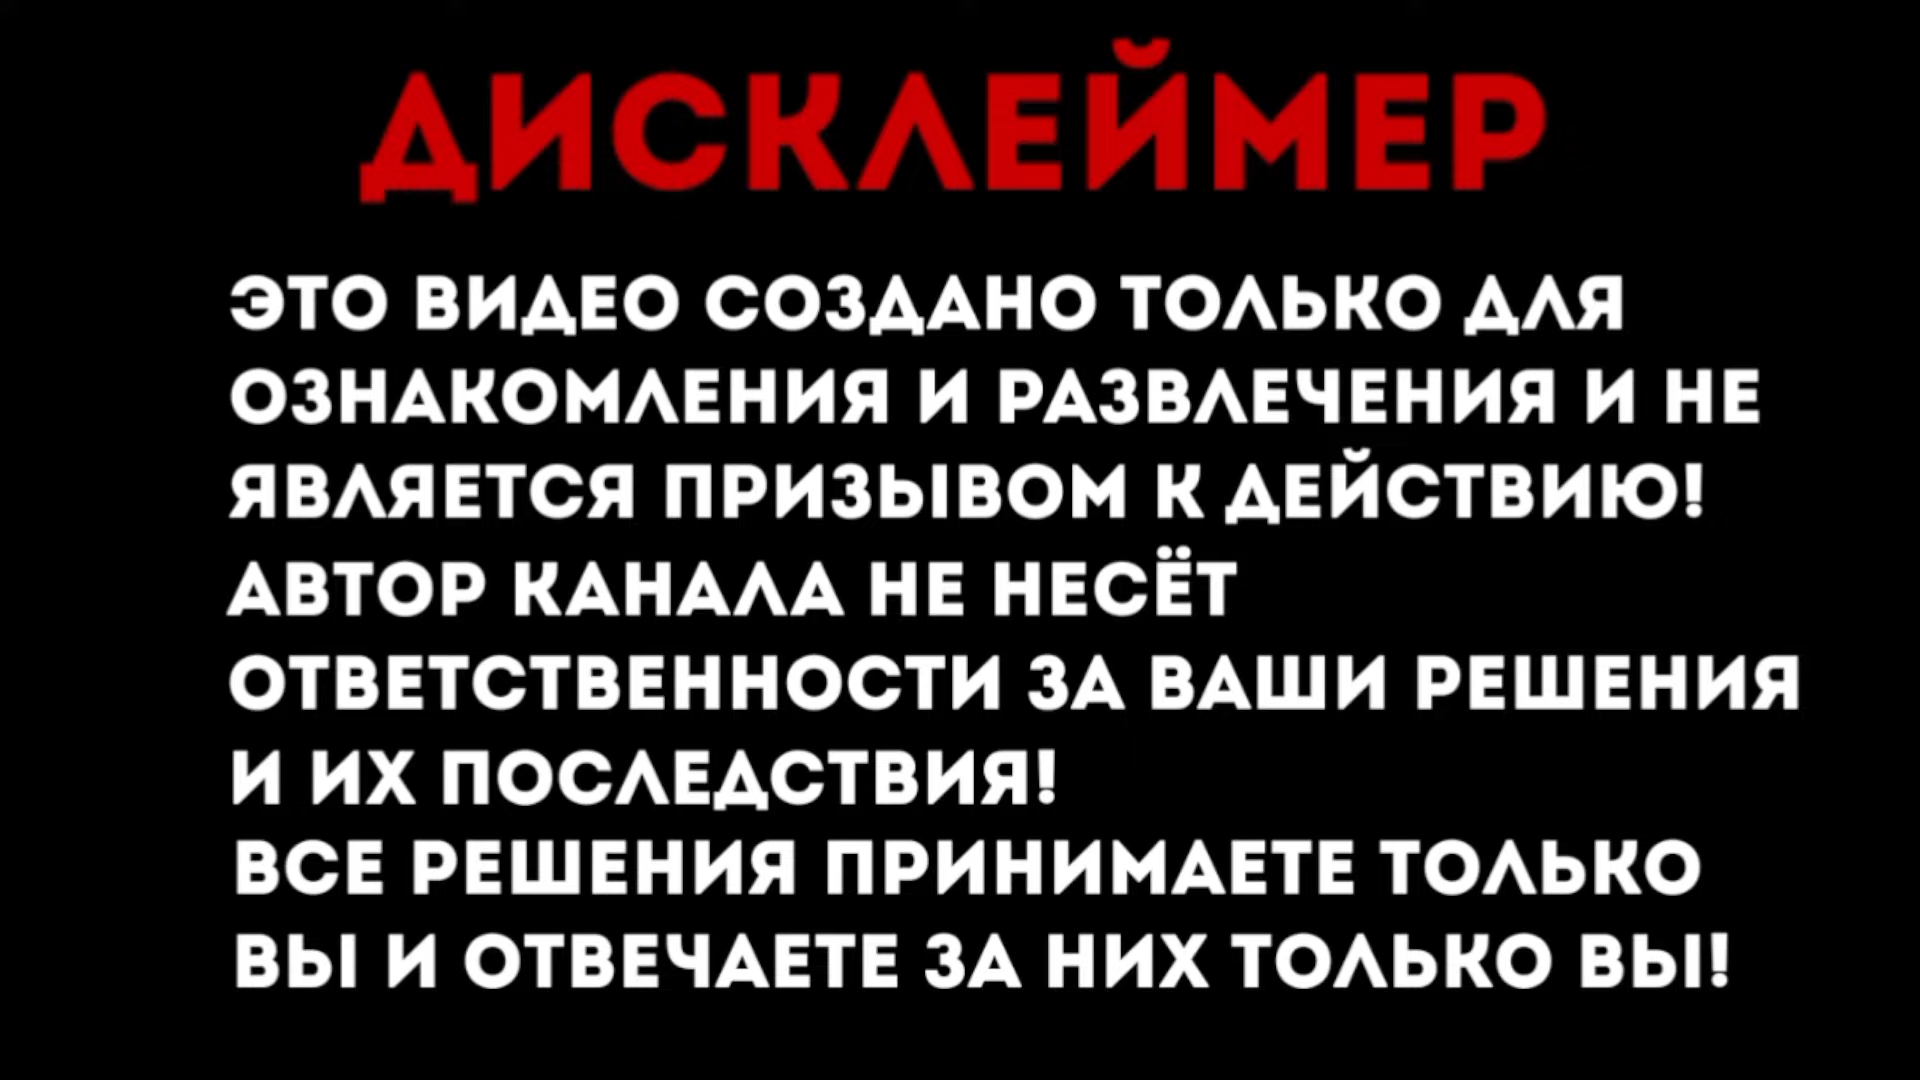 ДИСКЛЕЙМЕР
ЭТО ВИДЕО СОЗДАНО ТОЛЬКО ДЛЯ
ОЗНАКОМЛЕНИЯ И РАЗВЛЕЧЕНИЯ И НЕ
ЯВЛЯЕТСЯ ПРИЗЫВОМ К ДЕЙСТВИЮ!
АВТОР КАНАЛА НЕ НЕСЁТ
ОТВЕТСТВЕННОСТИ ЗА ВАШИ РЕШЕНИЯ
И ИХ ПОСЛЕДСТВИЯ!
ВСЕ РЕШЕНИЯ ПРИНИМАЕТЕ ТОЛЬКО
ВЫ И ОТВЕЧАЕТЕ ЗА НИХ ТОЛЬКО ВЫ!